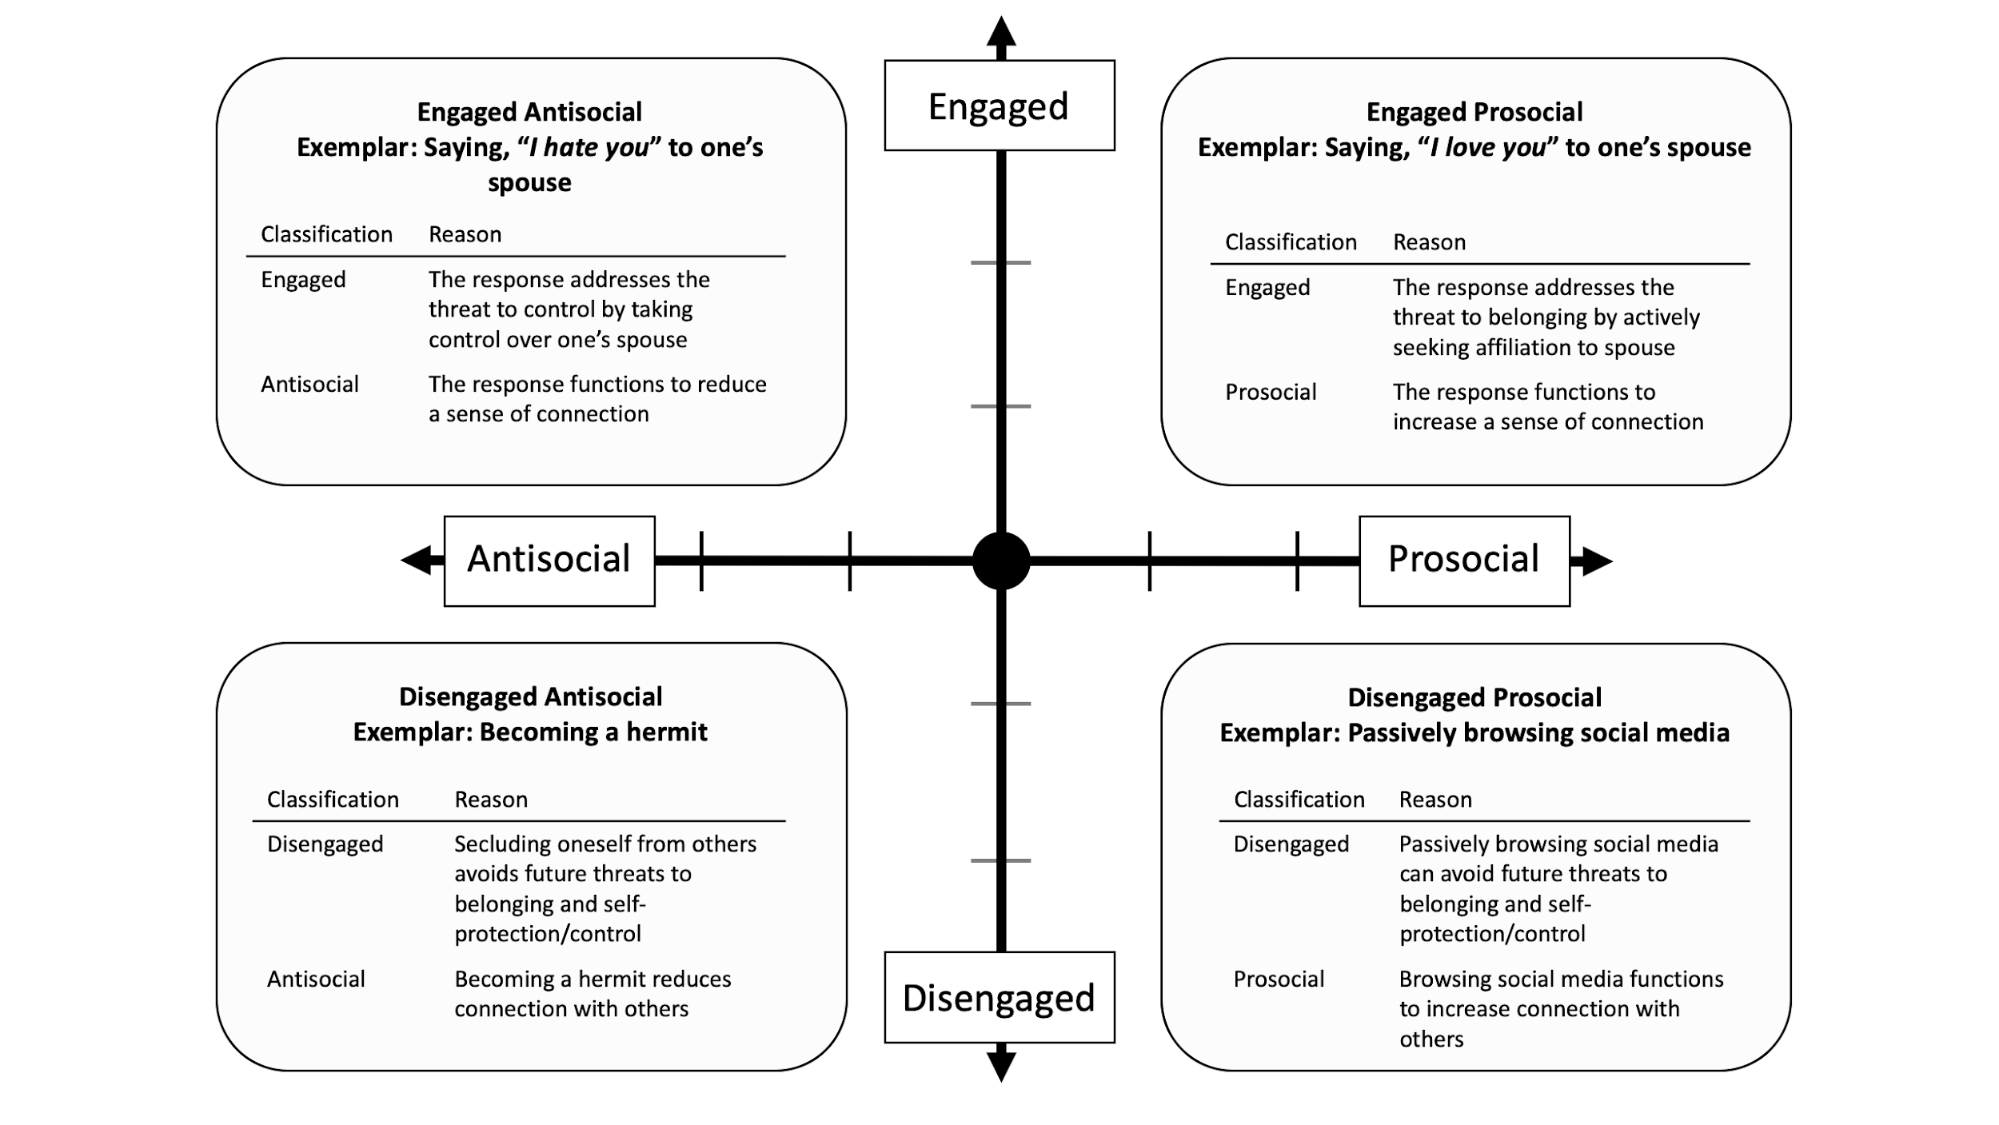 Engaged
Engaged Antisocial
Exemplar: Saying, “I hate you” to one’s
spouse
Classification Reason
Engaged The response addresses the
threat to control by taking
control over one’s spouse
Antisocial The response functions to reduce
a sense of connection
Engaged Prosocial
Exemplar: Saying, “I love you” to one’s spouse
Classification Reason
Engaged The response addresses the
threat to belonging by actively
seeking affiliation to spouse
Prosocial The response functions to
increase a sense of connection
Antisocial
Prosocial
Disengaged Antisocial
Exemplar: Becoming a hermit
Classification Reason
Disengaged Secluding oneself from others
avoids future threats to
belonging and self-
protection/control
Antisocial Becoming a hermit reduces
connection with others
Disengaged Prosocial
Exemplar: Passively browsing social media
Classification Reason
Disengaged Passively browsing social media
can avoid future threats to
belonging and self-
protection/control
Prosocial Browsing social media functions
to increase connection with
others
Disengaged